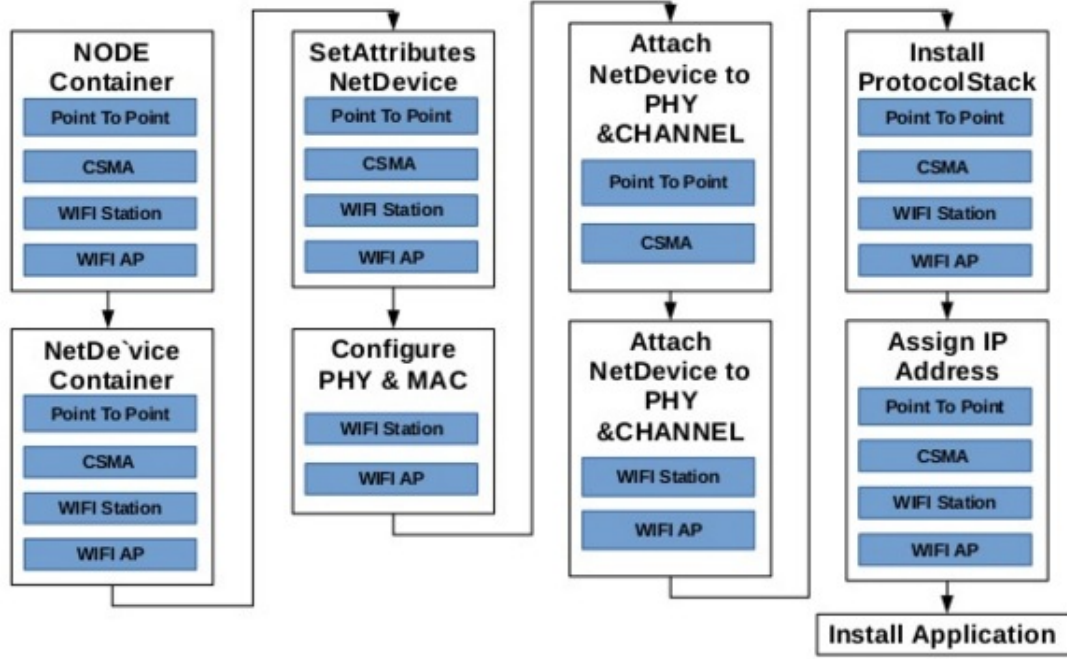 NODE
Container
Point To Point
CSMA
WIFI Station
WIFI AP
NetDe`vice
Container
Point To Point
CSMA
WIFI Station
WIFI AP
SetAttributes
NetDevice
Point To Point
CSMA
WIFI Station
WIFI AP
Configure
PHY & MAC
WIFI Station
WIFI AP
Attach
NetDevice to
PHY
&CHANNEL
Point To Point
CSMA
Attach
NetDevice to
PHY
&CHANNEL
WIFI Station
WIFI AP
Install
ProtocolStack
Point To Point
CSMA
WIFI Station
WIFI AP
Assign IP
Address
Point To Point
CSMA
WIFI Station
WIFI AP
Install Application